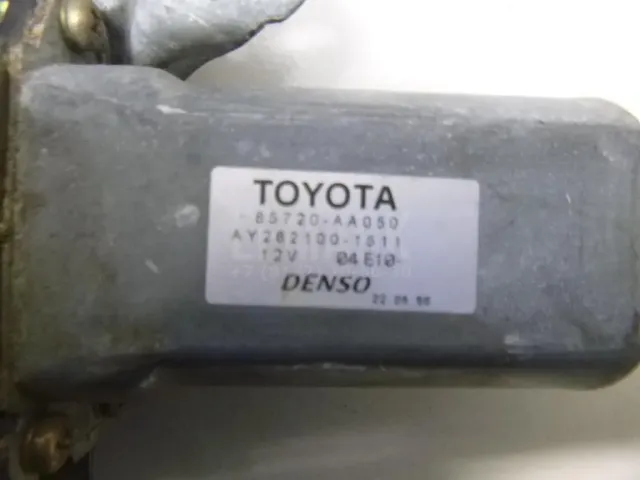 TOYOTA
85720-AA050
AY262100-1511
12V 04E10
DENSO